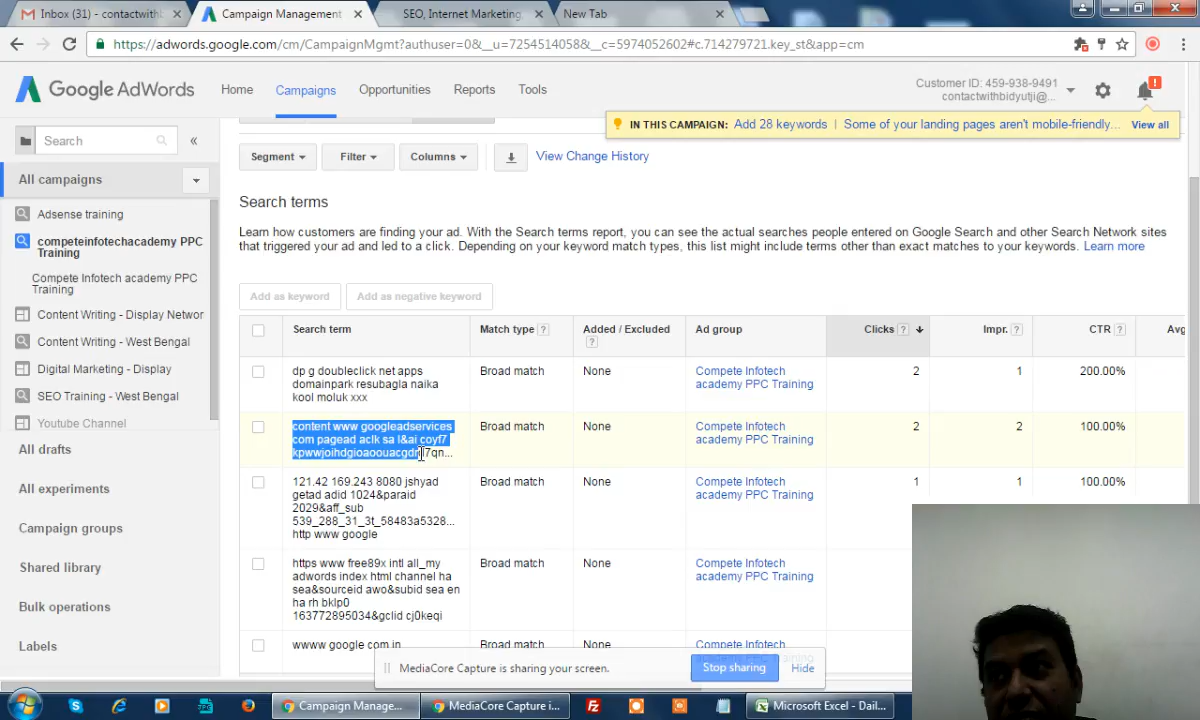 Inbox (31) - contactwithb
Campaign Management
SEO, Internet Marketing,
New Tab
https://adwords.google.com/cm/CampaignMgmt?authuser=0&__u=7254514058&__c=5974052602#c.714279721.key_st&app=cm
Google AdWords
Home
Campaigns
Opportunities
Reports
Tools
Customer ID: 459-938-9491
contactwithbidyutji@...
Search
«
IN THIS CAMPAIGN: Add 28 keywords | Some of your landing pages aren't mobile-friendly... View all
All campaigns
Adsense training
competeinfotechacademy PPC
Training
Compete Infotech academy PPC
Training
Content Writing - Display Networ
Content Writing - West Bengal
Digital Marketing - Display
SEO Training - West Bengal
Youtube Channel
All drafts
All experiments
Campaign groups
Shared library
Bulk operations
Labels
Segment
Filter
Columns
View Change History
Search terms
Learn how customers are finding your ad. With the Search terms report, you can see the actual searches people entered on Google Search and other Search Network sites
that triggered your ad and led to a click. Depending on your keyword match types, this list might include terms other than exact matches to your keywords. Learn more
Add as keyword
Add as negative keyword
Search term
Match type ?
Added / Excluded
?
Ad group
Clicks ?
Impr. ?
CTR ?
Avg
dp g doubleclick net apps
domainpark resubagla naika
kool moluk xxx
Broad match
None
Compete Infotech
academy PPC Training
2
1
200.00%
content www googleadservices
com pagead aclk sa l&ai coyf7
Broad match
None
Compete Infotech
academy PPC Training
2
2
100.00%
121.42 169.243 8080 jshyad
getad adid 1024&paraid
2029&aff_sub
539_288_31_3t_58483a5328...
http www google
Broad match
None
Compete Infotech
academy PPC Training
1
1
100.00%
https www free89x intl all_my
adwords index html channel ha
sea&sourceid awo&subid sea en
ha rh bklp0
163772895034&gclid cj0keqi
Broad match
None
Compete Infotech
academy PPC Training
wwww google com in
Broad match
None
Compete Infotech
MediaCore Capture is sharing your screen.
Stop sharing
Hide
Campaign Manage...
MediaCore Capture i...
Microsoft Excel - Dail...